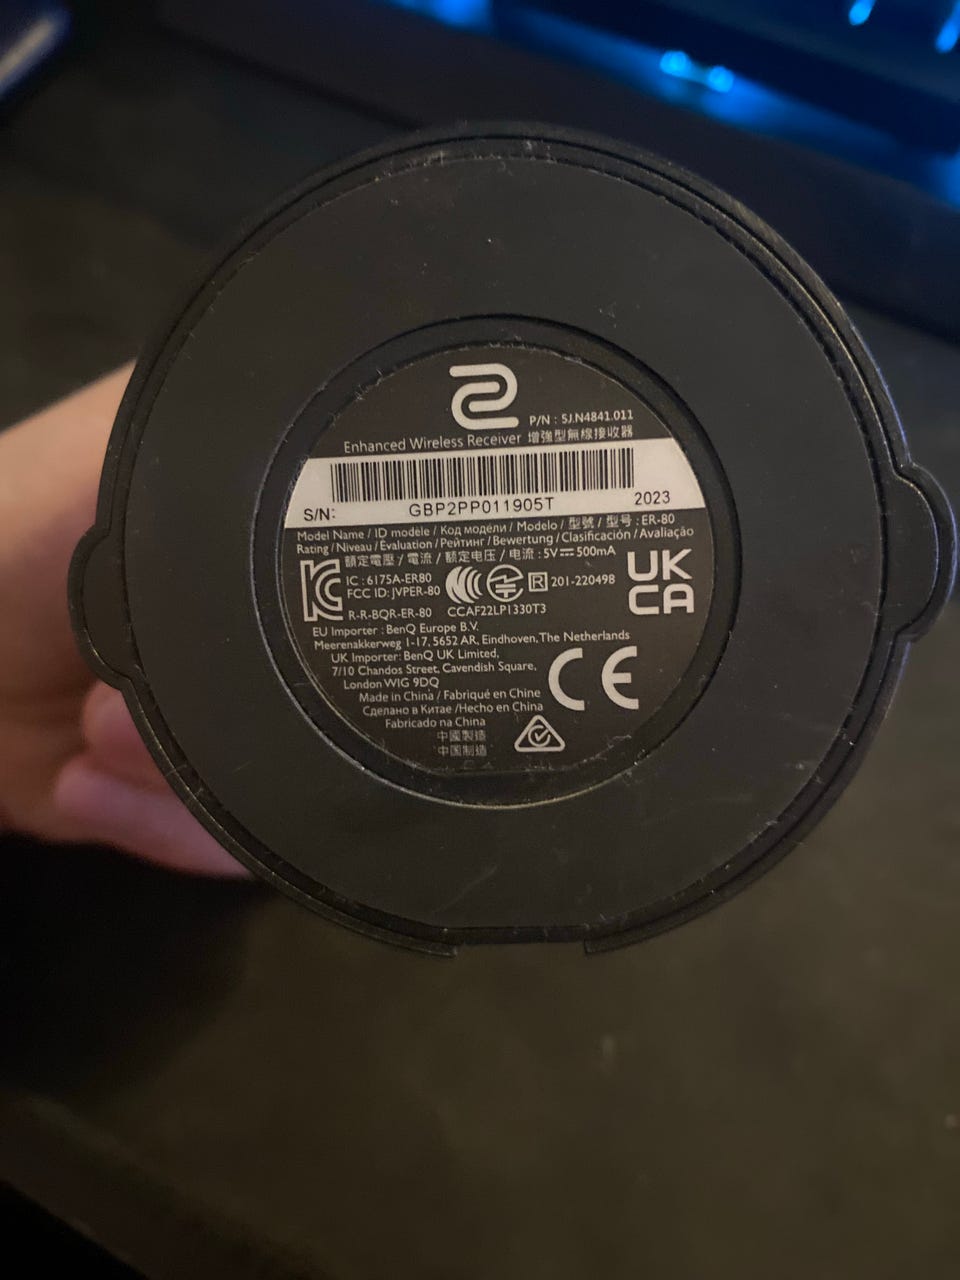 P/N : 5J.N4841.011
Enhanced Wireless Receiver 增強型無線接收器
S/N: GBP2PP011905T 2023
Model Name / ID modèle / Код модели / Modelo / 型號 / 型号 : ER-80
Rating / Niveau / Évaluation / Рейтинг / Bewertung / Clasificación / Avaliação
額定電壓 / 電流 / 額定电压 / 电流 : 5V⎓500mA
IC : 6175A-ER80
FCC ID: JVPER-80
R 201-220498
R-R-BQR-ER-80 CCAF22LP1330T3
UK
CA
EU Importer : BenQ Europe B.V.
Meerenakkerweg 1-17, 5652 AR, Eindhoven, The Netherlands
UK Importer: BenQ UK Limited,
7/10 Chandos Street, Cavendish Square,
London W1G 9DQ
CE
Made in China / Fabriqué en Chine
Сделано в Китае /Hecho en China
Fabricado na China
中國製造
中国制造